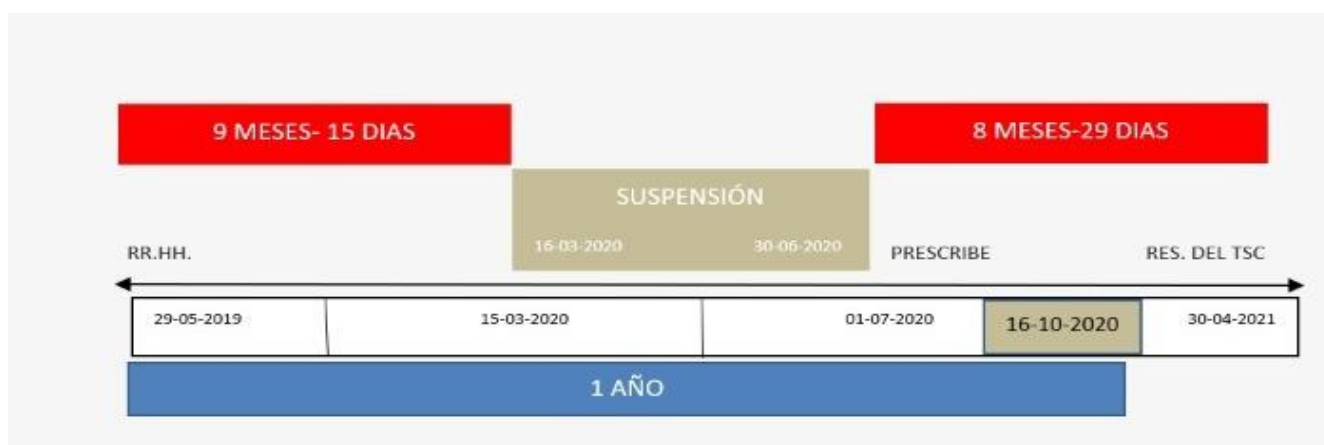 9 MESES- 15 DIAS
8 MESES-29 DIAS
SUSPENSIÓN
16-03-2020 30-06-2020
RR.HH. PRESCRIBE RES. DEL TSC
29-05-2019 15-03-2020 01-07-2020 16-10-2020 30-04-2021
1 AÑO